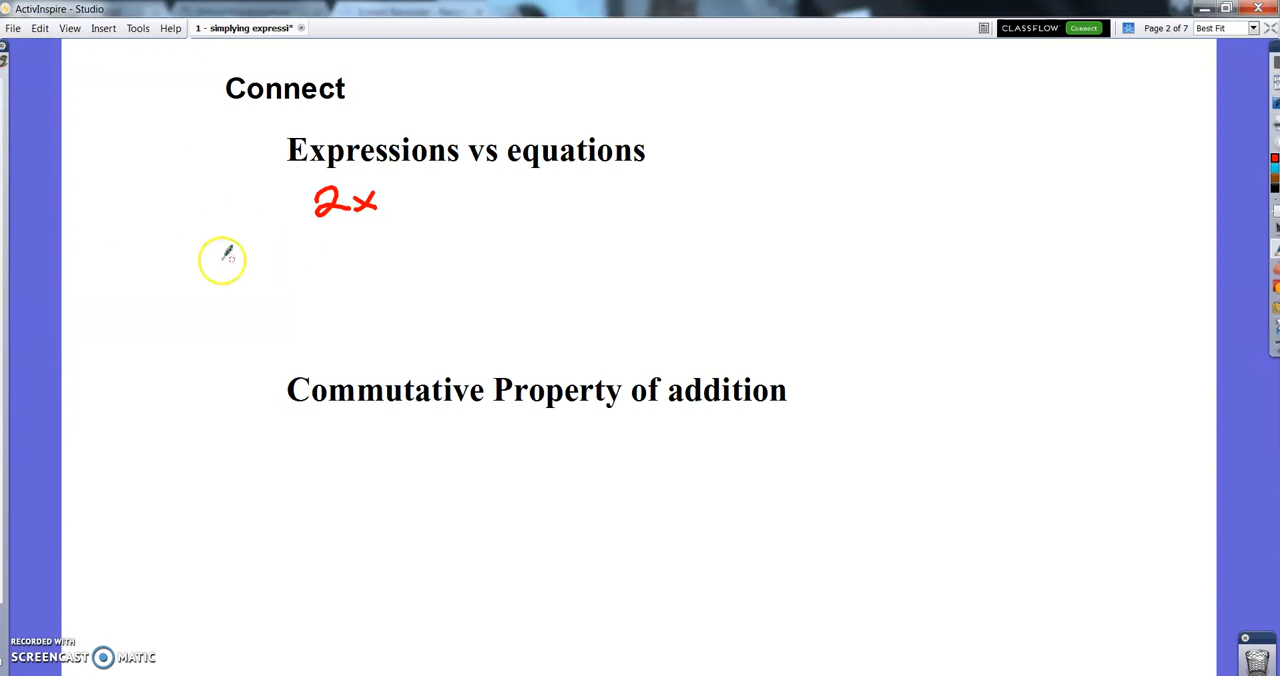 ActivInspire - Studio
File Edit View Insert Tools Help 1 - simplying expressi* CLASSFLOW Connect Page 2 of 7 Best Fit
Connect
Expressions vs equations
2x
Commutative Property of addition
RECORDED WITH
SCREENCAST MATIC